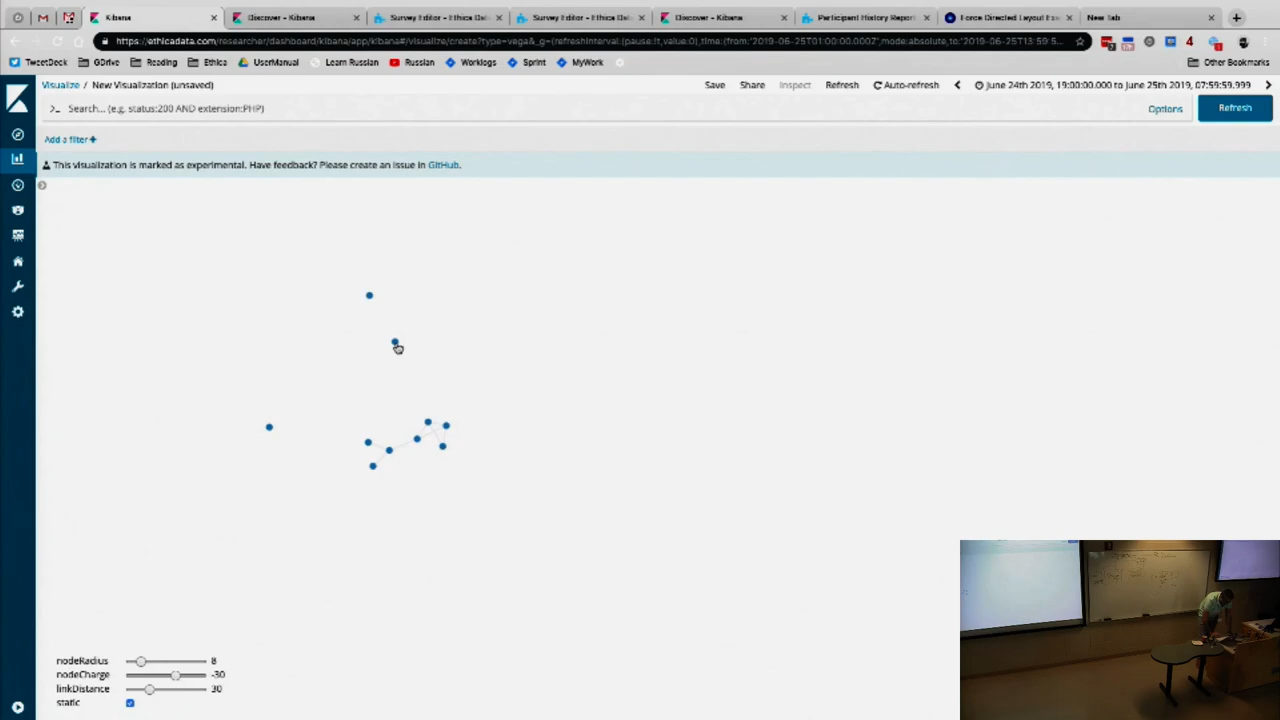 Kibana
Discover - Kibana
Survey Editor - Ethica Dat
Survey Editor - Ethica Dat
Discover - Kibana
Participant History Report
Force Directed Layout Exa
New Tab
https://ethicadata.com/researcher/dashboard/kibana/app/kibana#/visualize/create?type=vega&_g=(refreshInterval:(pause:!t,value:0),time:(from:'2019-06-25T01:00:00.000Z',mode:absolute,to:'2019-06-25T13:59:5...
TweetDeck
GDrive
Reading
Ethica
UserManual
Learn Russian
Russian
Worklogs
Sprint
MyWork
Other Bookmarks
Visualize / New Visualization (unsaved)
Save
Share
Inspect
Refresh
Auto-refresh
June 24th 2019, 19:00:00.000 to June 25th 2019, 07:59:59.999
>_ Search... (e.g. status:200 AND extension:PHP)
Options
Refresh
Add a filter +
This visualization is marked as experimental. Have feedback? Please create an issue in GitHub.
nodeRadius 8
nodeCharge -30
linkDistance 30
static